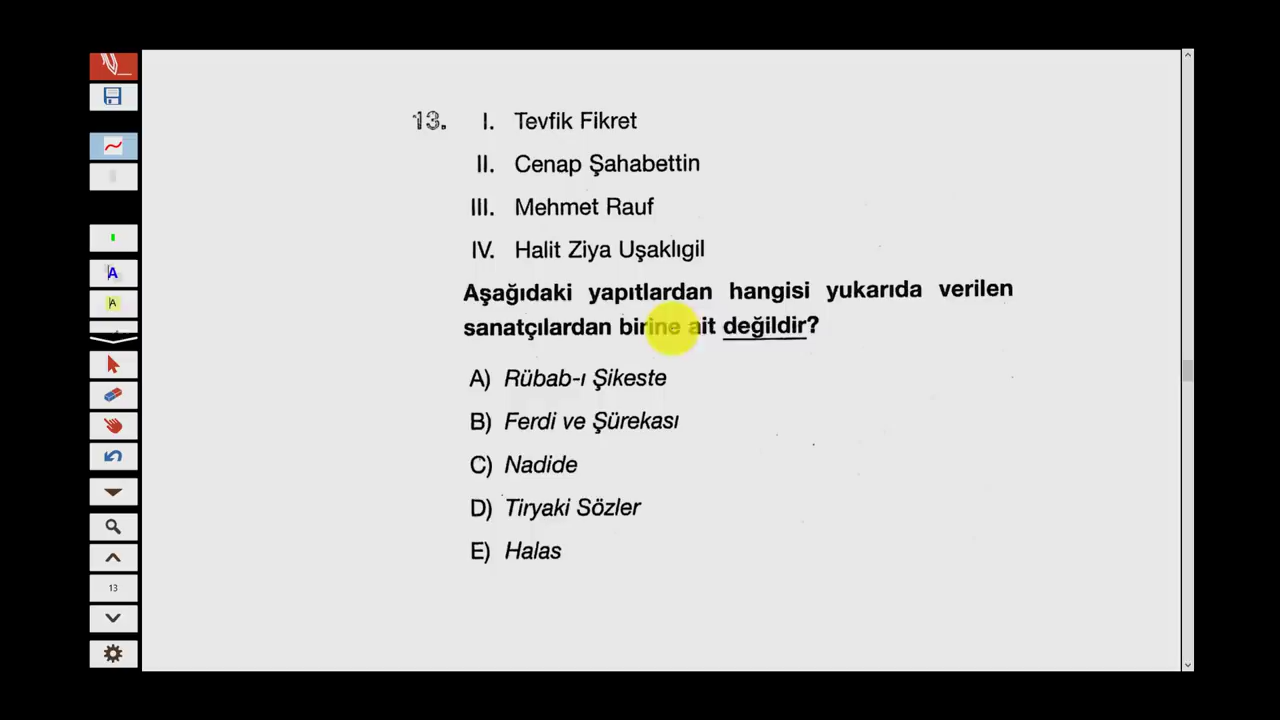 13. I. Tevfik Fikret
II. Cenap Şahabettin
III. Mehmet Rauf
IV. Halit Ziya Uşaklıgil
Aşağıdaki yapıtlardan hangisi yukarıda verilen
sanatçılardan birine ait değildir?
A) Rübab-ı Şikeste
B) Ferdi ve Şürekası
C) Nadide
D) Tiryaki Sözler
E) Halas
A
A
13